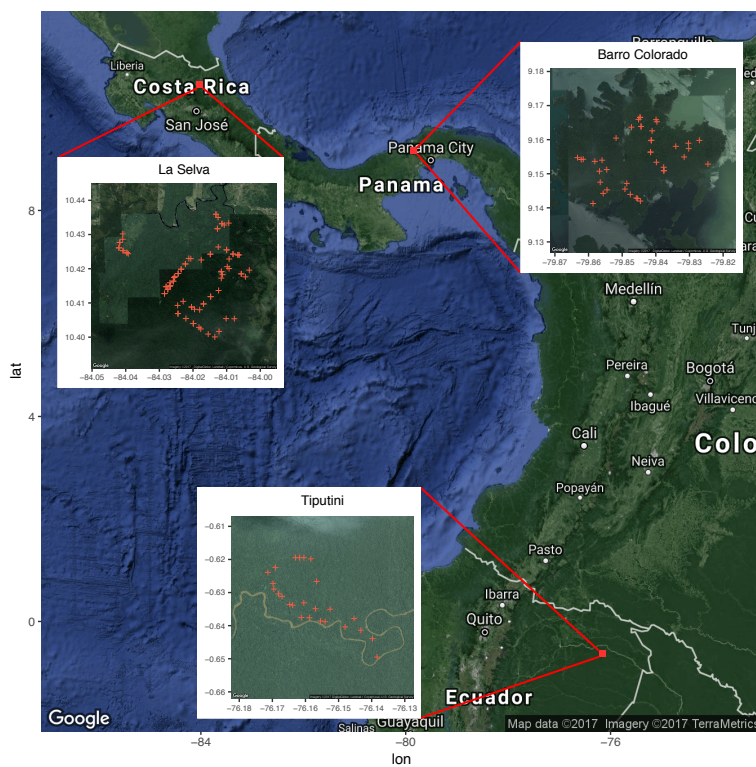 Liberia
Costa Rica
San José
Barro Colorado
9.18
9.17
9.16
9.15
9.14
9.13
Google
−79.87
−79.86
−79.85
−79.84
−79.83
−79.82
Panama City
Panama
La Selva
10.44
10.43
10.42
10.41
10.40
Google
−84.05
−84.04
−84.03
−84.02
−84.01
−84.00
8
4
0
lat
Medellín
Tunj
Pereira
Bogotá
Ibagué
Villavicenc
Cali
Colo
Neiva
Popayán
Pasto
Ibarra
Quito
Tiputini
−0.61
−0.62
−0.63
−0.64
−0.65
−0.66
Google
−76.18
−76.17
−76.16
−76.15
−76.14
−76.13
Ecuador
Guayaquil
Salinas
Google
Map data ©2017 Imagery ©2017 TerraMetrics
−84
−80
−76
lon